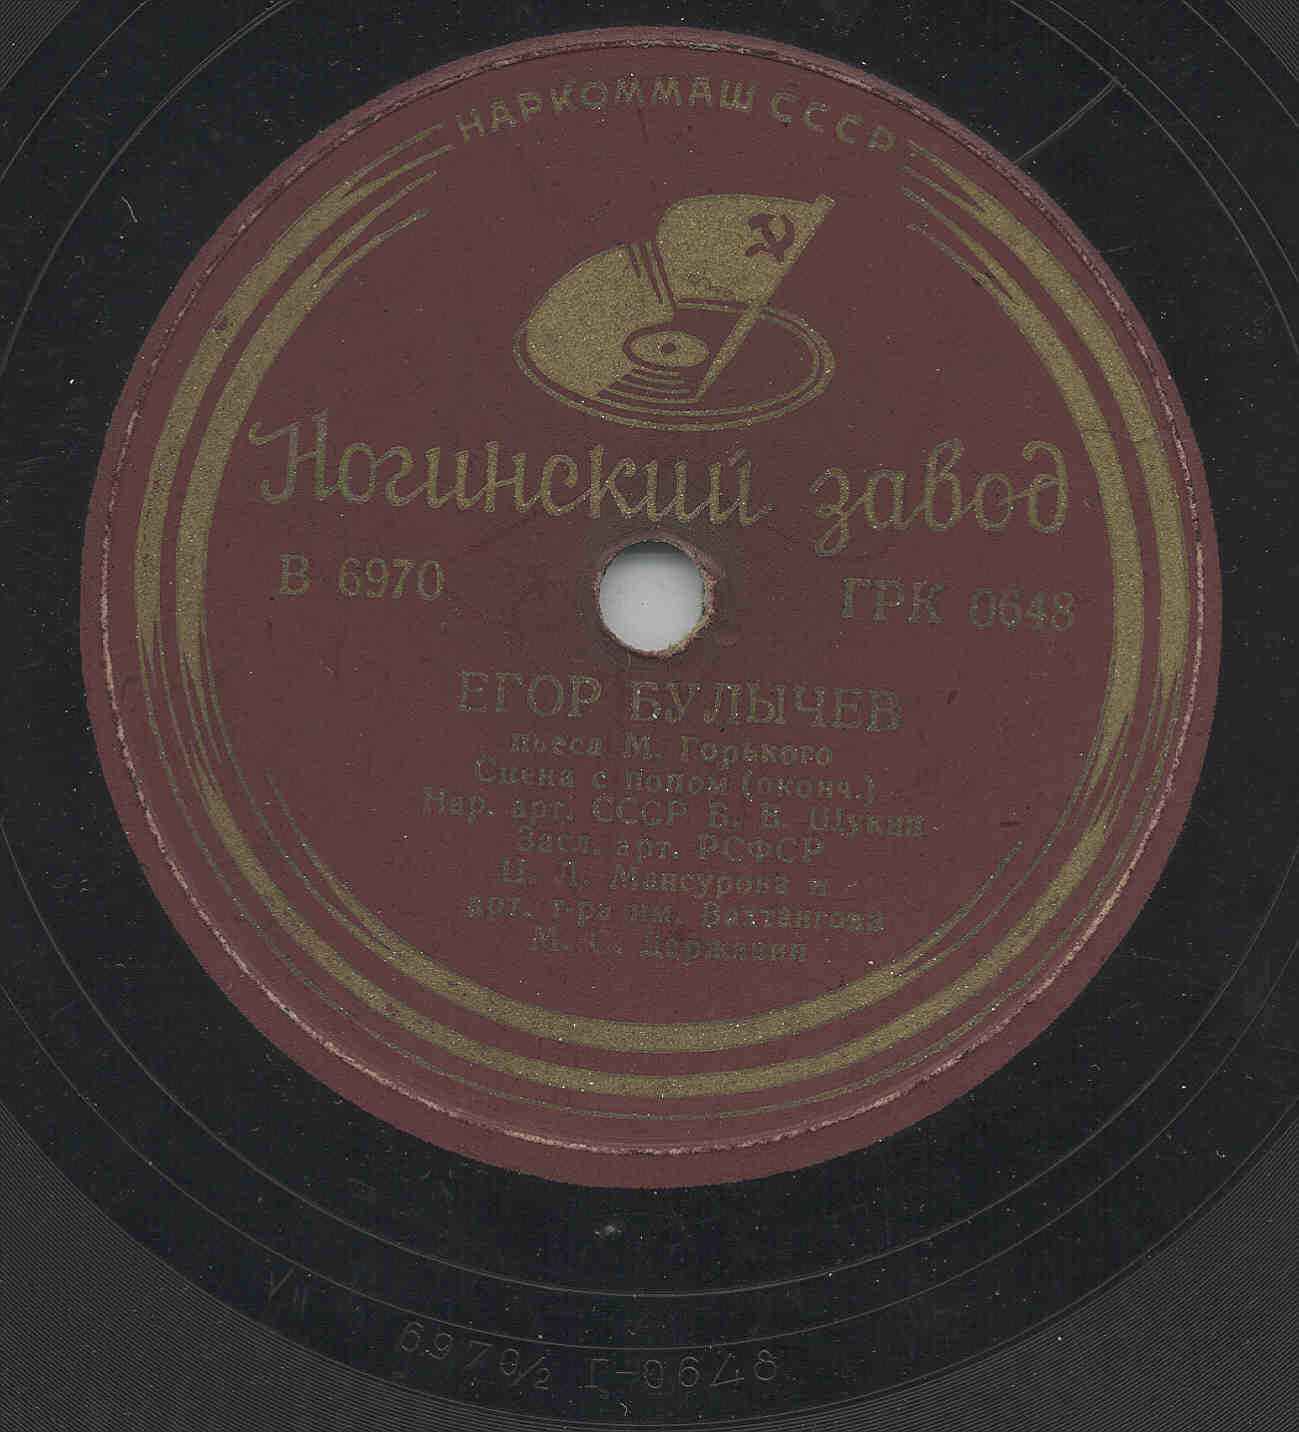 НАРКОММАШ СССР
Ногинский завод
В 6970 ГРК 0648
ЕГОР БУЛЫЧЕВ
пьеса М. Горького
Сцена с попом (оконч.)
Нар. арт. СССР Б. В. Щукин
Засл. арт. РСФСР
Ц. Л. Мансурова и
арт. т-ра им. Вахтангова
М. С. Державин
6970/2 Г-0648